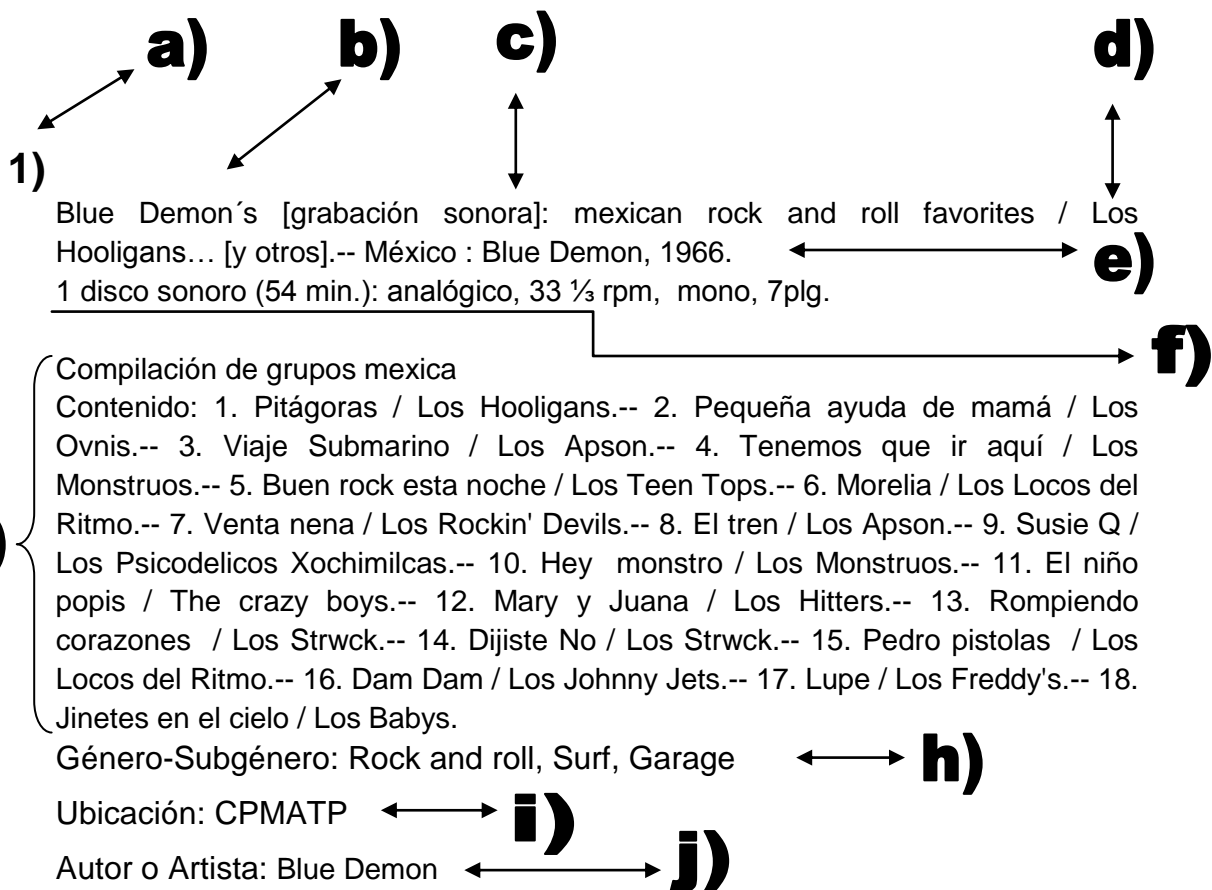 a) b) c) d)
1)
Blue Demon´s [grabación sonora]: mexican rock and roll favorites / Los
Hooligans… [y otros].-- México : Blue Demon, 1966. e)
1 disco sonoro (54 min.): analógico, 33 ⅓ rpm, mono, 7plg.
f)
Compilación de grupos mexica
Contenido: 1. Pitágoras / Los Hooligans.-- 2. Pequeña ayuda de mamá / Los
Ovnis.-- 3. Viaje Submarino / Los Apson.-- 4. Tenemos que ir aquí / Los
Monstruos.-- 5. Buen rock esta noche / Los Teen Tops.-- 6. Morelia / Los Locos del
Ritmo.-- 7. Venta nena / Los Rockin' Devils.-- 8. El tren / Los Apson.-- 9. Susie Q /
Los Psicodelicos Xochimilcas.-- 10. Hey monstro / Los Monstruos.-- 11. El niño
popis / The crazy boys.-- 12. Mary y Juana / Los Hitters.-- 13. Rompiendo
corazones / Los Strwck.-- 14. Dijiste No / Los Strwck.-- 15. Pedro pistolas / Los
Locos del Ritmo.-- 16. Dam Dam / Los Johnny Jets.-- 17. Lupe / Los Freddy's.-- 18.
Jinetes en el cielo / Los Babys.
Género-Subgénero: Rock and roll, Surf, Garage h)
Ubicación: CPMATP i)
Autor o Artista: Blue Demon j)